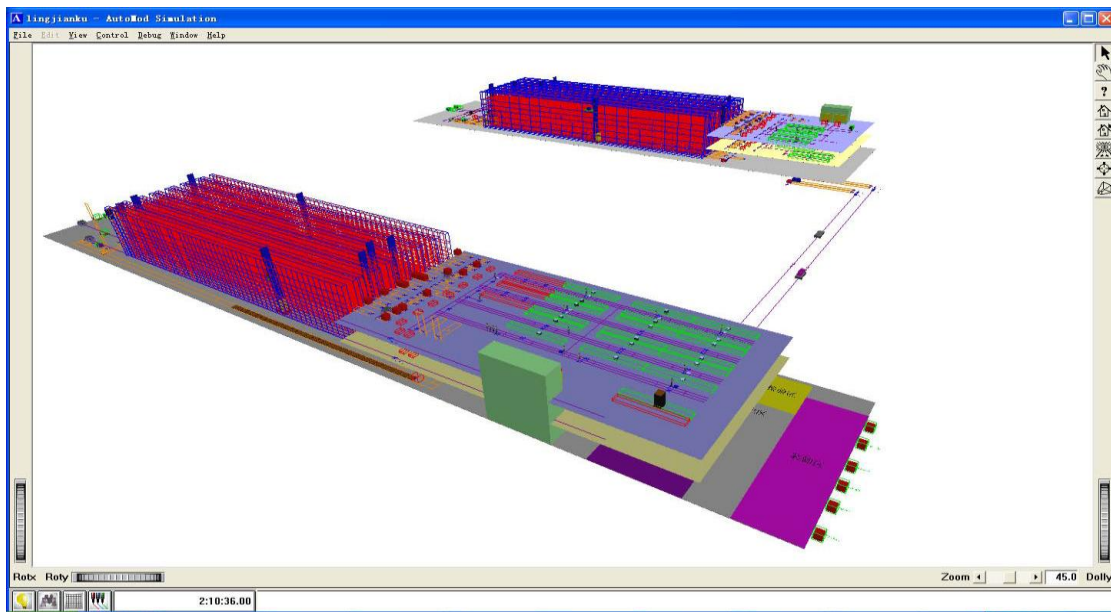 lingjianku - AutoMod Simulation
File Edit View Control Debug Window Help
Rotx Roty
Zoom 45.0 Dolly
2:10:36.00